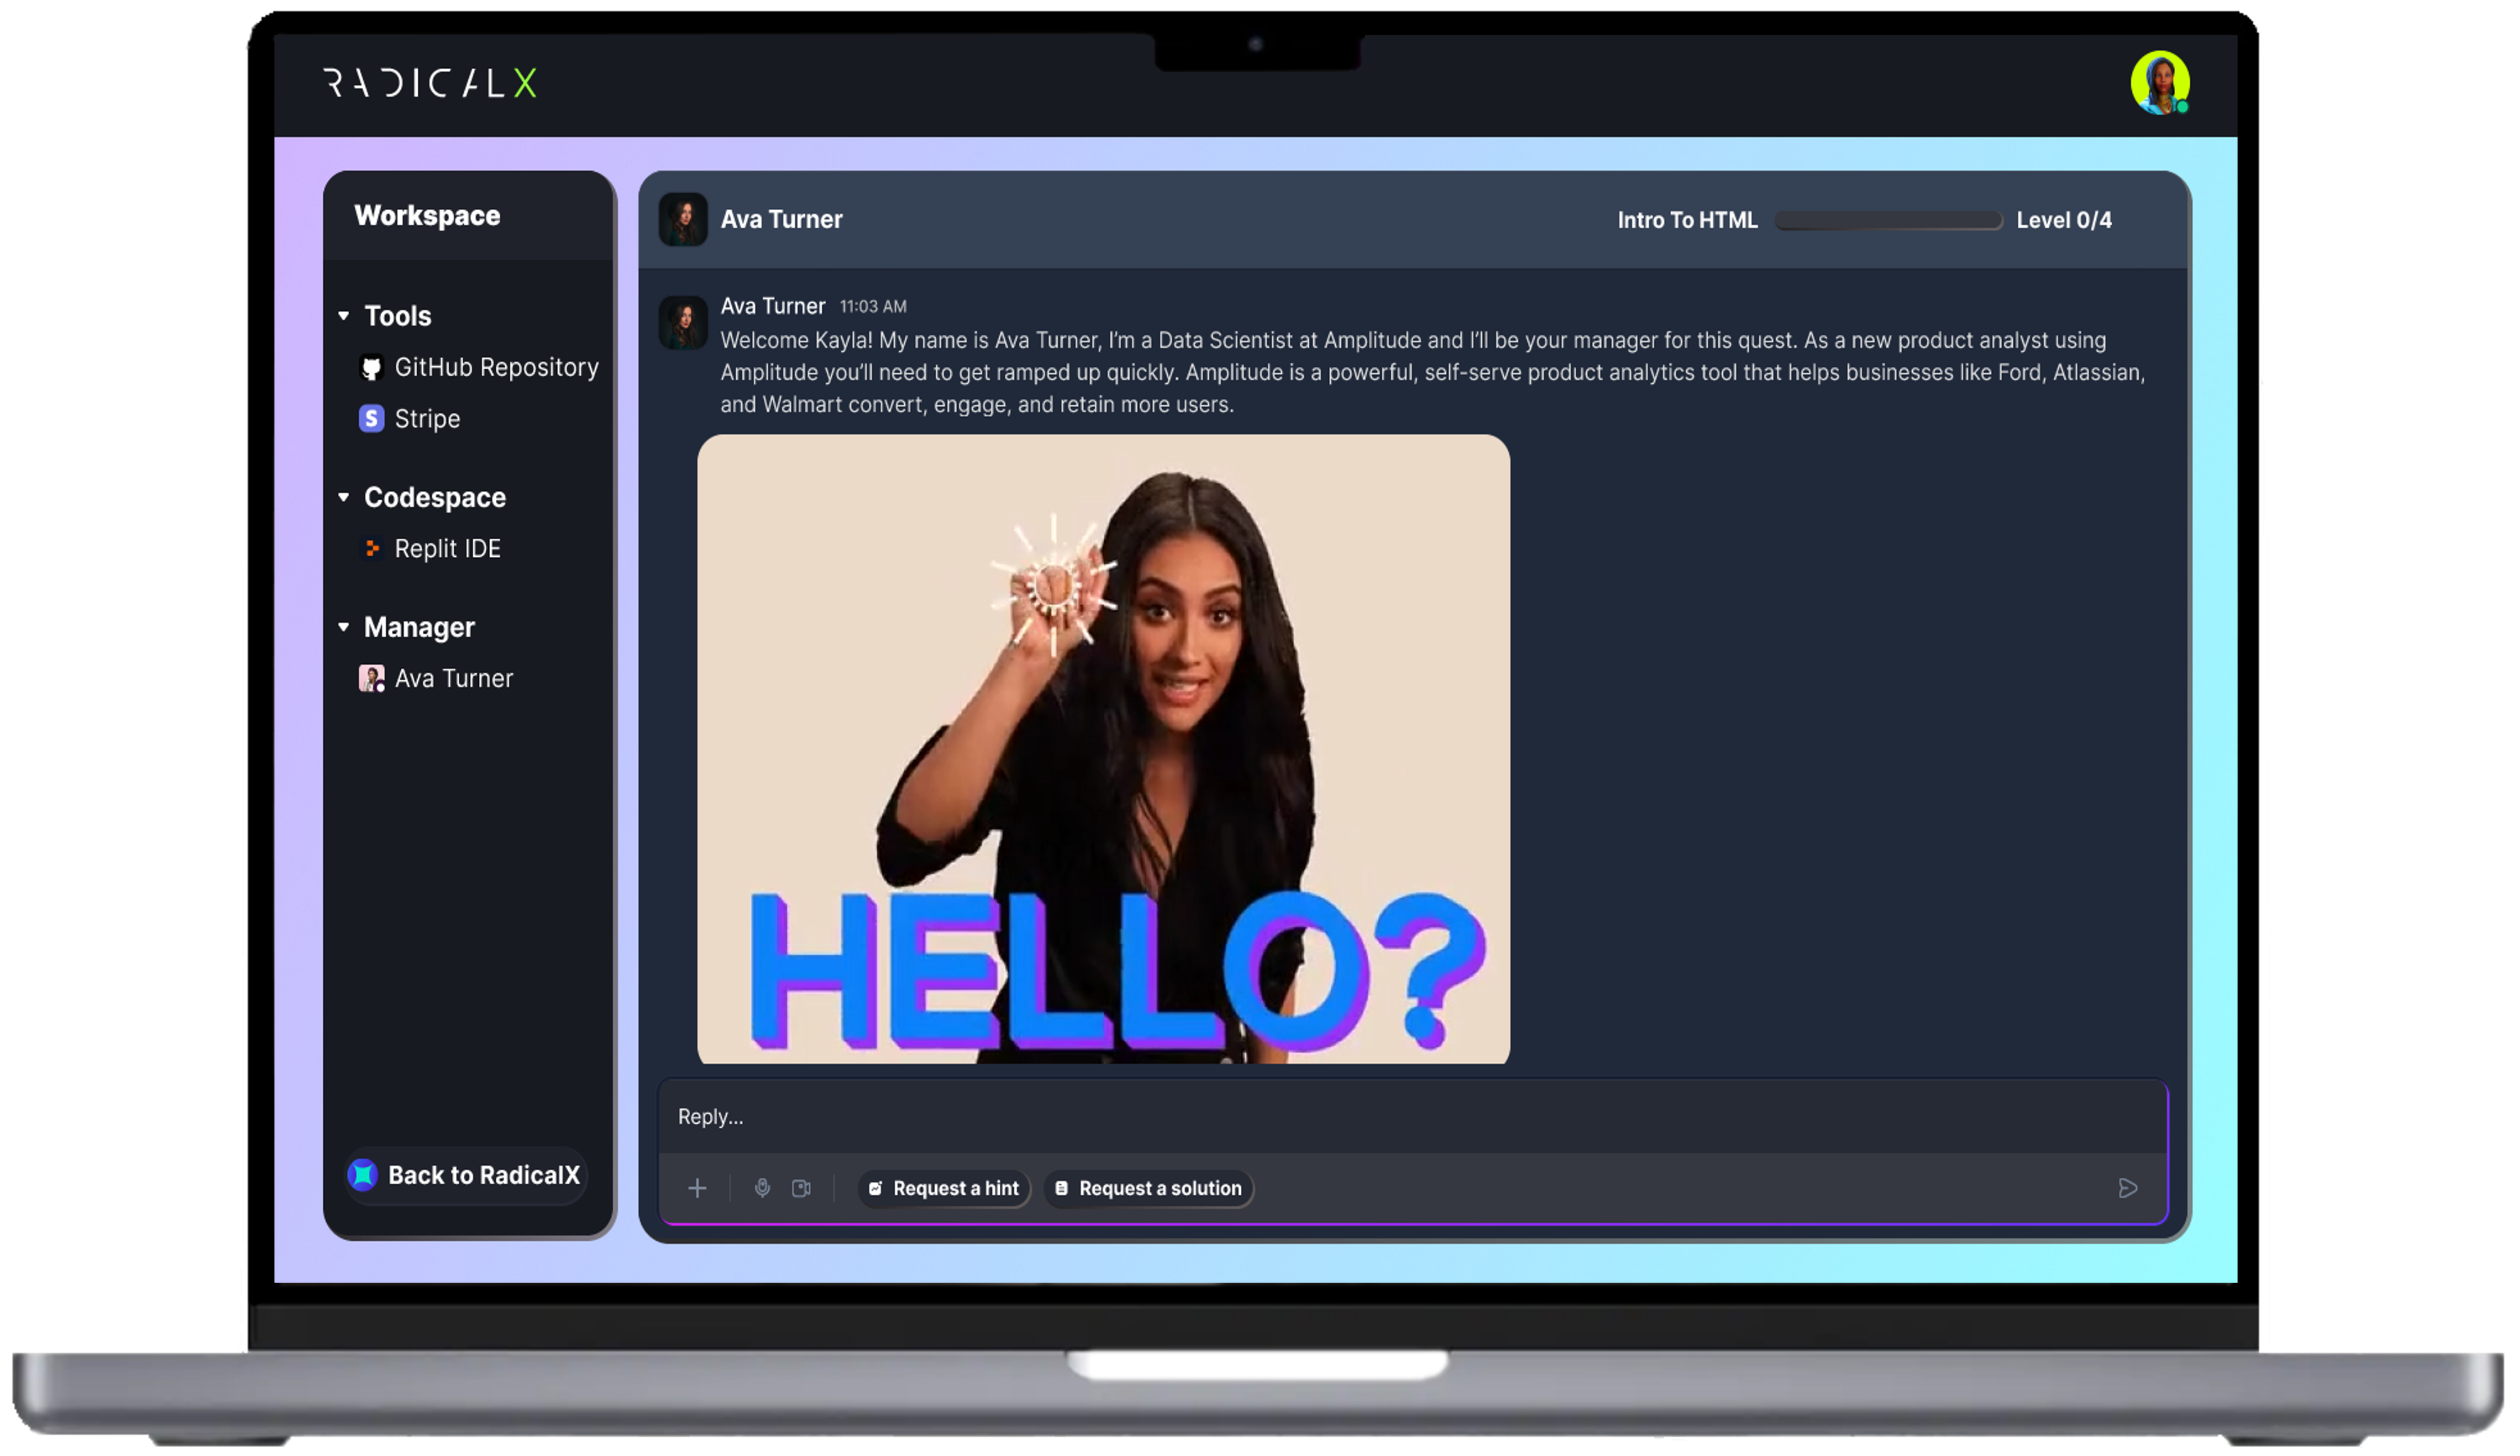 RADICALX
Workspace
Tools
GitHub Repository
S Stripe
Codespace
Replit IDE
Manager
Ava Turner
Back to RadicalX
Ava Turner
Intro To HTML Level 0/4
Ava Turner 11:03 AM
Welcome Kayla! My name is Ava Turner, I’m a Data Scientist at Amplitude and I’ll be your manager for this quest. As a new product analyst using
Amplitude you’ll need to get ramped up quickly. Amplitude is a powerful, self-serve product analytics tool that helps businesses like Ford, Atlassian,
and Walmart convert, engage, and retain more users.
HELLO?
Reply...
Request a hint Request a solution